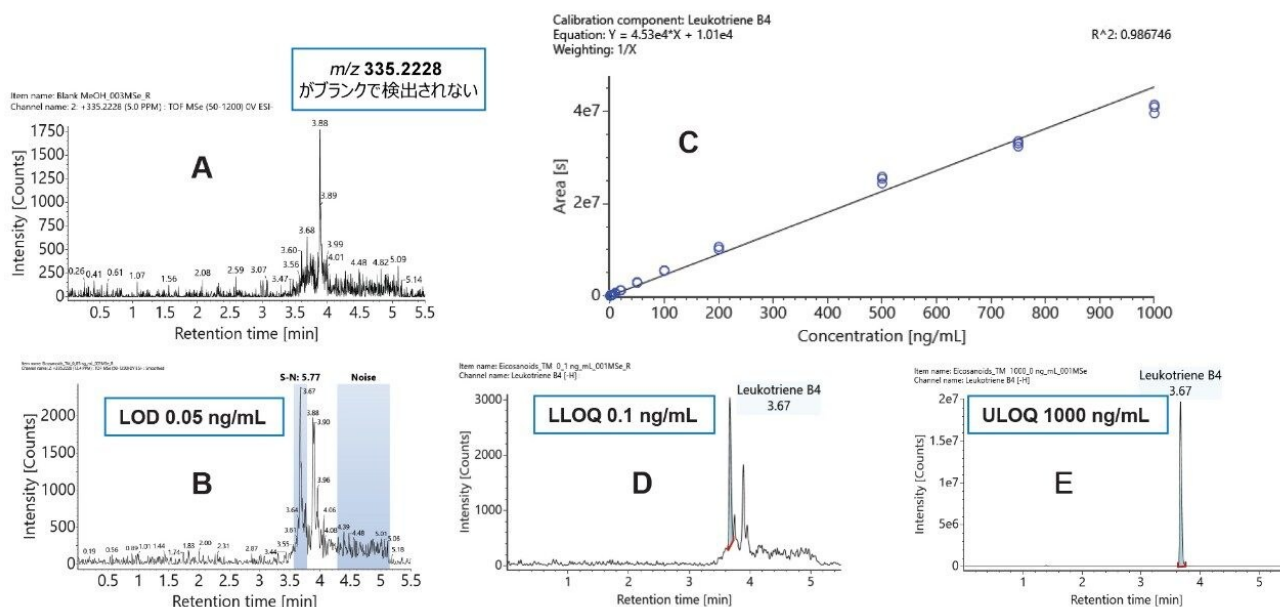 m/z 335.2228
がブランクで検出されない
Item name: Blank MeOH_003MSe_R
Channel name: 2: +335.2228 (5.0 PPM) : TOF MSe (50-1200) 0V ESI-
Intensity [Counts]
1750
1500
1250
1000
750
500
250
0
A
3.88
3.89
3.68
3.60
3.99
3.56
4.01
3.47
4.48
4.82
5.09
5.14
0.26
0.41
0.61
1.07
1.56
2.08
2.59
3.07
0.5 1 1.5 2 2.5 3 3.5 4 4.5 5 5.5
Retention time [min]
Calibration component: Leukotriene B4
Equation: Y = 4.53e4*X + 1.01e4
Weighting: 1/X
R^2: 0.986746
Area [s]
4e7
2e7
0
C
0 100 200 300 400 500 600 700 800 900 1000
Concentration [ng/mL]
S-N: 5.77
Noise
LOD 0.05 ng/mL
Intensity [Counts]
2000
1500
1000
500
0
B
3.67
3.88
3.90
3.96
3.64
4.06
3.61
4.08
3.55
3.44
4.39
4.48
5.01
5.06
5.18
0.19
0.56
1.01
1.44
1.83
2.00
2.31
2.87
0.5 1 1.5 2 2.5 3 3.5 4 4.5 5 5.5
Retention time [min]
Item name: Eicosanoids_TM 0_1 ng_mL_001MSe_R
Channel name: Leukotriene B4 [-H]
Leukotriene B4
3.67
LLOQ 0.1 ng/mL
Intensity [Counts]
3000
2000
1000
0
D
1 2 3 4 5
Retention time [min]
Item name: Eicosanoids_TM 1000_0 ng_mL_001MSe
Channel name: Leukotriene B4 [-H]
Leukotriene B4
3.67
ULOQ 1000 ng/mL
Intensity [Counts]
2e7
1.5e7
1e7
5e6
0
E
1 2 3 4 5
Retention time [min]